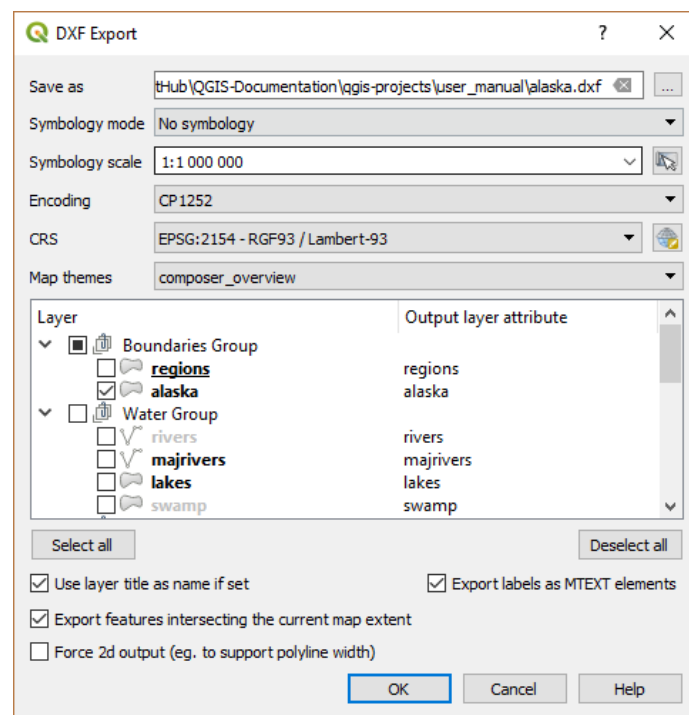 DXF Export
Save as tHub\QGIS-Documentation\qgis-projects\user_manual\alaska.dxf ...
Symbology mode No symbology
Symbology scale 1:1 000 000
Encoding CP1252
CRS EPSG:2154 - RGF93 / Lambert-93
Map themes composer_overview
Layer Output layer attribute
Boundaries Group
regions regions
alaska alaska
Water Group
rivers rivers
majrivers majrivers
lakes lakes
swamp swamp
Select all Deselect all
Use layer title as name if set Export labels as MTEXT elements
Export features intersecting the current map extent
Force 2d output (eg. to support polyline width)
OK Cancel Help